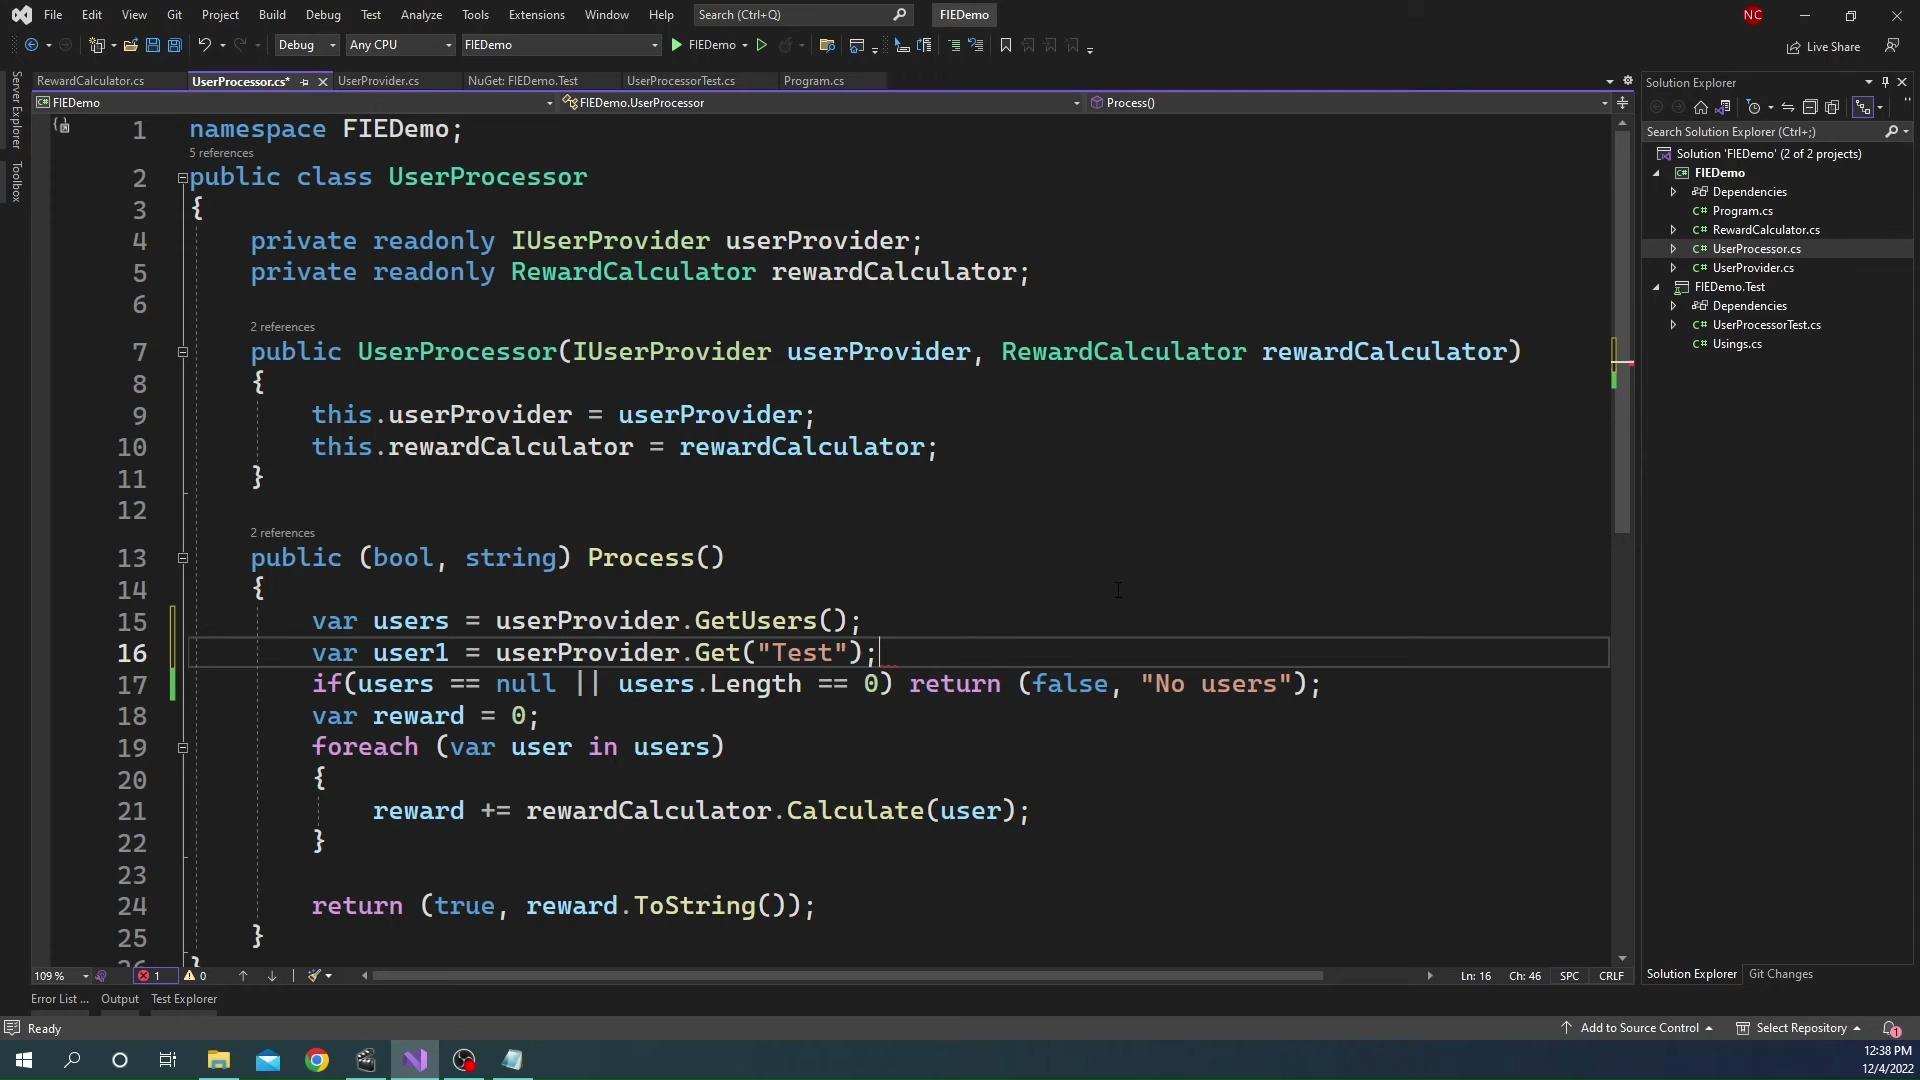 File Edit View Git Project Build Debug Test Analyze Tools Extensions Window Help Search (Ctrl+Q) FIEDemo NC
Debug Any CPU FIEDemo FIEDemo Live Share
Server Explorer
Toolbox
RewardCalculator.cs UserProcessor.cs* UserProvider.cs NuGet: FIEDemo.Test UserProcessorTest.cs Program.cs
FIEDemo FIEDemo.UserProcessor Process()
1 namespace FIEDemo;
5 references
2 public class UserProcessor
3 {
4 private readonly IUserProvider userProvider;
5 private readonly RewardCalculator rewardCalculator;
6
2 references
7 public UserProcessor(IUserProvider userProvider, RewardCalculator rewardCalculator)
8 {
9 this.userProvider = userProvider;
10 this.rewardCalculator = rewardCalculator;
11 }
12
2 references
13 public (bool, string) Process()
14 {
15 var users = userProvider.GetUsers();
16 var user1 = userProvider.Get("Test");
17 if(users == null || users.Length == 0) return (false, "No users");
18 var reward = 0;
19 foreach (var user in users)
20 {
21 reward += rewardCalculator.Calculate(user);
22 }
23
24 return (true, reward.ToString());
25 }
26 }
109 % 1 0 Ln: 16 Ch: 46 SPC CRLF
Error List ... Output Test Explorer
Solution Explorer
Search Solution Explorer (Ctrl+;)
Solution 'FIEDemo' (2 of 2 projects)
FIEDemo
Dependencies
C# Program.cs
C# RewardCalculator.cs
C# UserProcessor.cs
C# UserProvider.cs
FIEDemo.Test
Dependencies
C# UserProcessorTest.cs
C# Usings.cs
Solution Explorer Git Changes
Ready Add to Source Control Select Repository 1
12:38 PM
12/4/2022